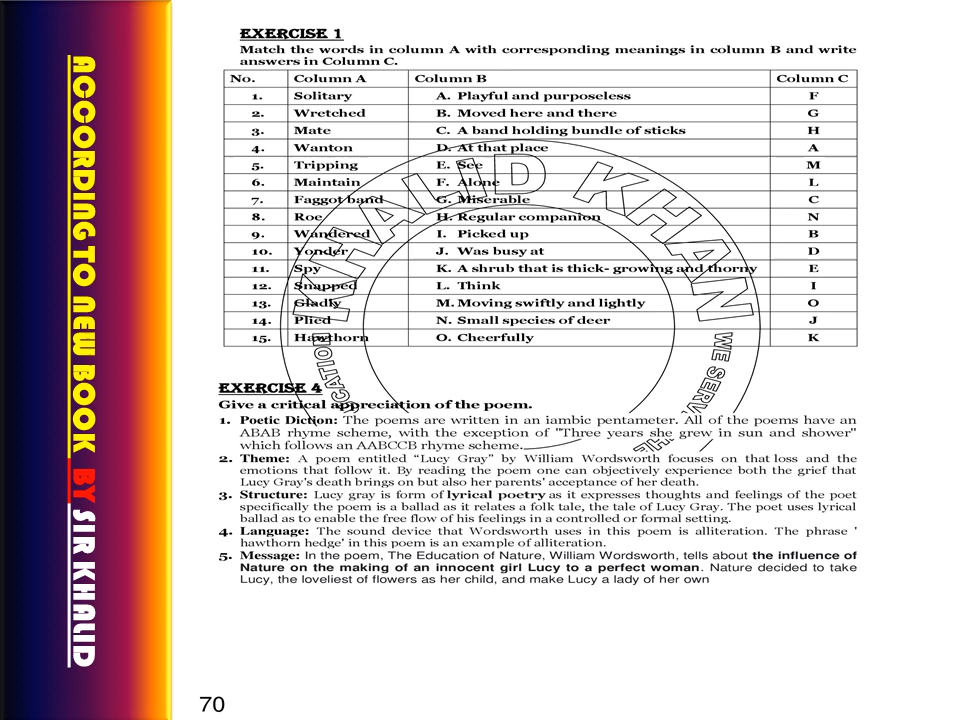 ACCORDING TO NEW BOOK BY SIR KHALID
EXERCISE 1
Match the words in column A with corresponding meanings in column B and write
answers in Column C.
No. Column A Column B Column C
1. Solitary A. Playful and purposeless F
2. Wretched B. Moved here and there G
3. Mate C. A band holding bundle of sticks H
4. Wanton D. At that place A
5. Tripping E. See M
6. Maintain F. Alone L
7. Faggot band G. Miserable C
8. Roe H. Regular companion N
9. Wandered I. Picked up B
10. Yonder J. Was busy at D
11. Spy K. A shrub that is thick- growing and thorny E
12. Snapped L. Think I
13. Gladly M. Moving swiftly and lightly O
14. Plied N. Small species of deer J
15. Hawthorn O. Cheerfully K
KHALID KHAN
WE SERV
EXERCISE 4
Give a critical appreciation of the poem.
1. Poetic Diction: The poems are written in an iambic pentameter. All of the poems have an
ABAB rhyme scheme, with the exception of "Three years she grew in sun and shower"
which follows an AABCCB rhyme scheme.
2. Theme: A poem entitled “Lucy Gray” by William Wordsworth focuses on that loss and the
emotions that follow it. By reading the poem one can objectively experience both the grief that
Lucy Gray's death brings on but also her parents' acceptance of her death.
3. Structure: Lucy gray is form of lyrical poetry as it expresses thoughts and feelings of the poet
specifically the poem is a ballad as it relates a folk tale, the tale of Lucy Gray. The poet uses lyrical
ballad as to enable the free flow of his feelings in a controlled or formal setting.
4. Language: The sound device that Wordsworth uses in this poem is alliteration. The phrase '
hawthorn hedge' in this poem is an example of alliteration.
5. Message: In the poem, The Education of Nature, William Wordsworth, tells about the influence of
Nature on the making of an innocent girl Lucy to a perfect woman. Nature decided to take
Lucy, the loveliest of flowers as her child, and make Lucy a lady of her own
70